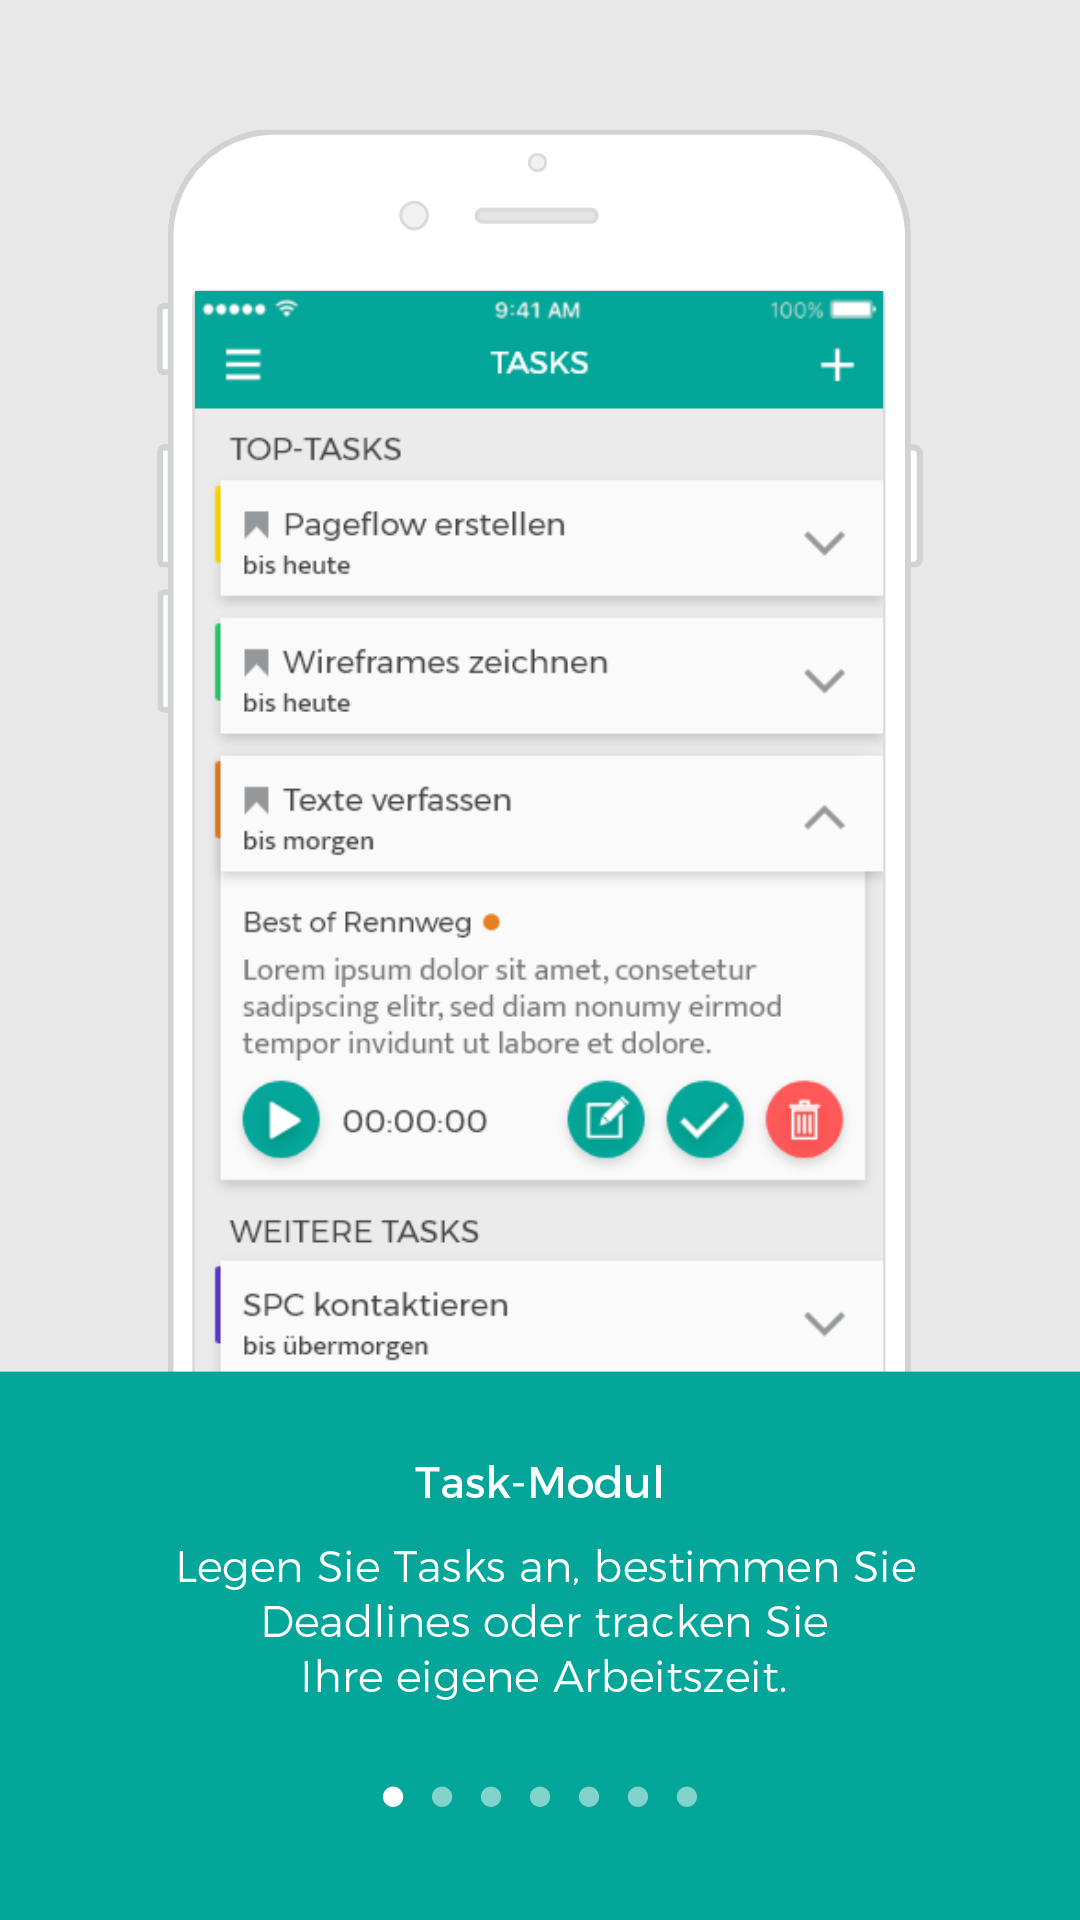 9:41 AM
100%
TASKS
TOP-TASKS
Pageflow erstellen
bis heute
Wireframes zeichnen
bis heute
Texte verfassen
bis morgen
Best of Rennweg
Lorem ipsum dolor sit amet, consetetur
sadipscing elitr, sed diam nonumy eirmod
tempor invidunt ut labore et dolore.
00:00:00
WEITERE TASKS
SPC kontaktieren
bis übermorgen
Task-Modul
Legen Sie Tasks an, bestimmen Sie
Deadlines oder tracken Sie
Ihre eigene Arbeitszeit.